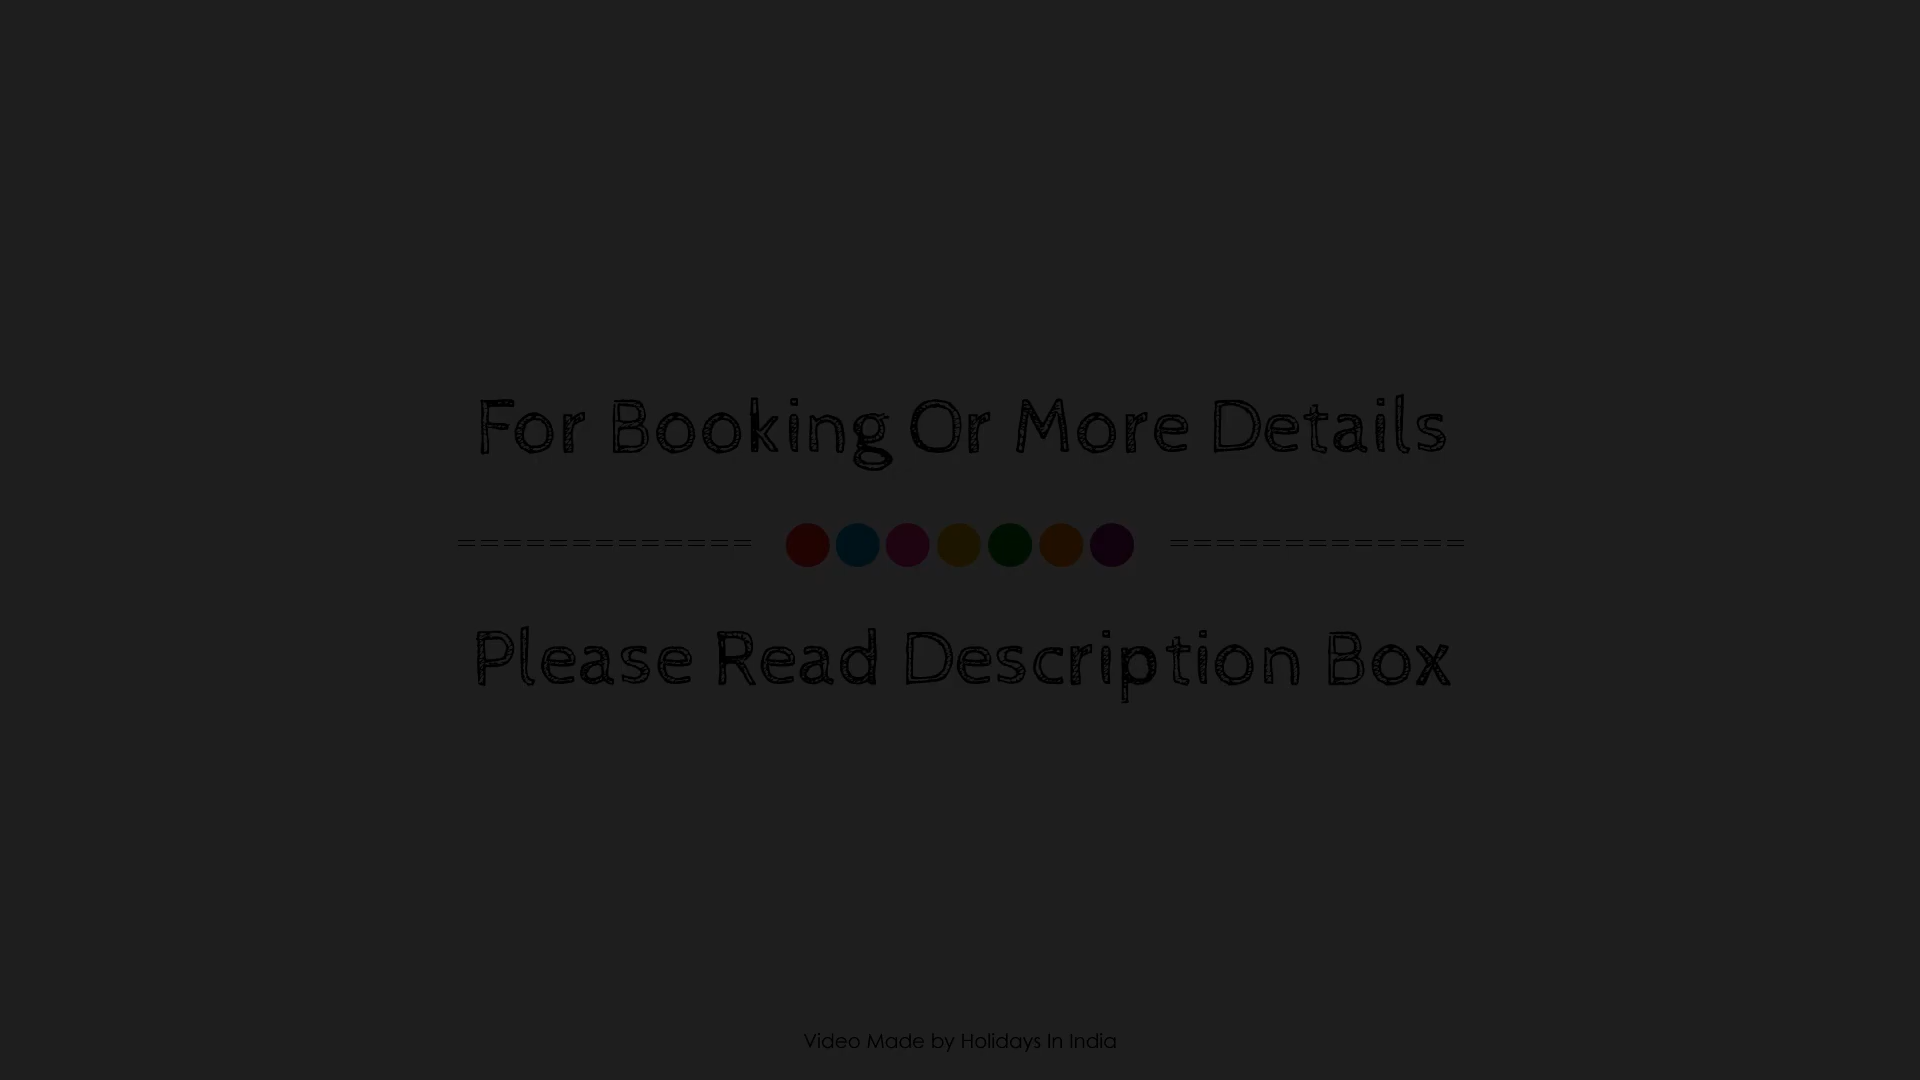 For Booking Or More Details
============= =============
Please Read Description Box
Video Made by Holidays In India